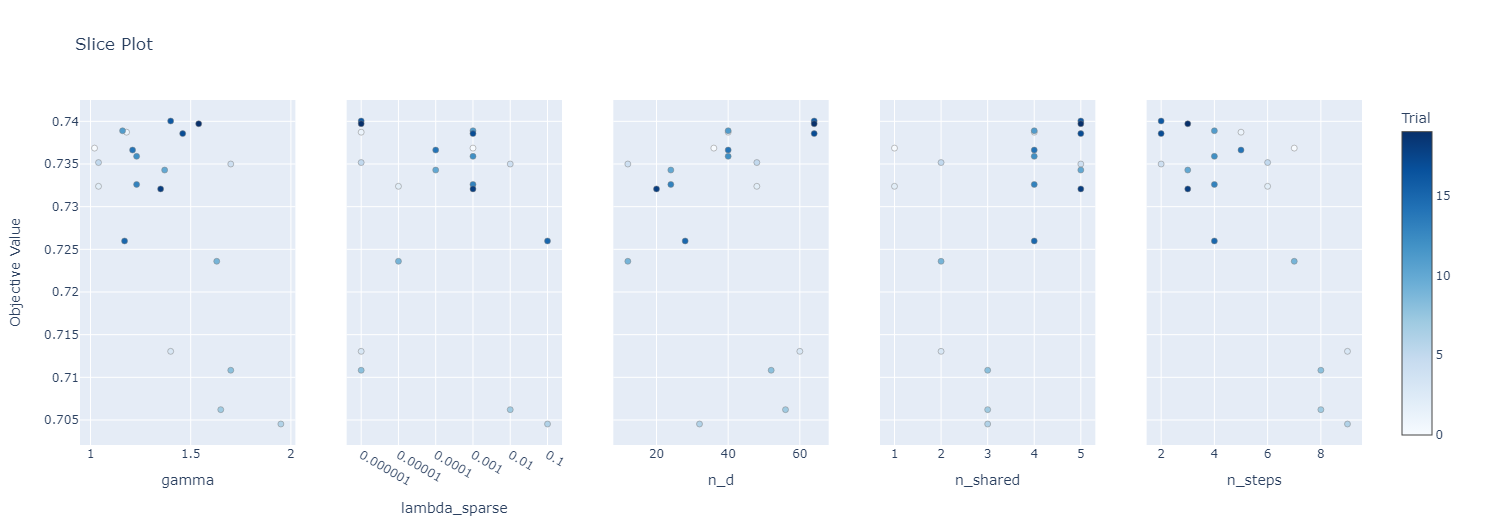 Slice Plot
Trial
Objective Value
0.74
0.735
0.73
0.725
0.72
0.715
0.71
0.705
15
10
5
0
1 1.5 2
0.000001 0.00001 0.0001 0.001 0.01 0.1
20 40 60
1 2 3 4 5
2 4 6 8
gamma
lambda_sparse
n_d
n_shared
n_steps